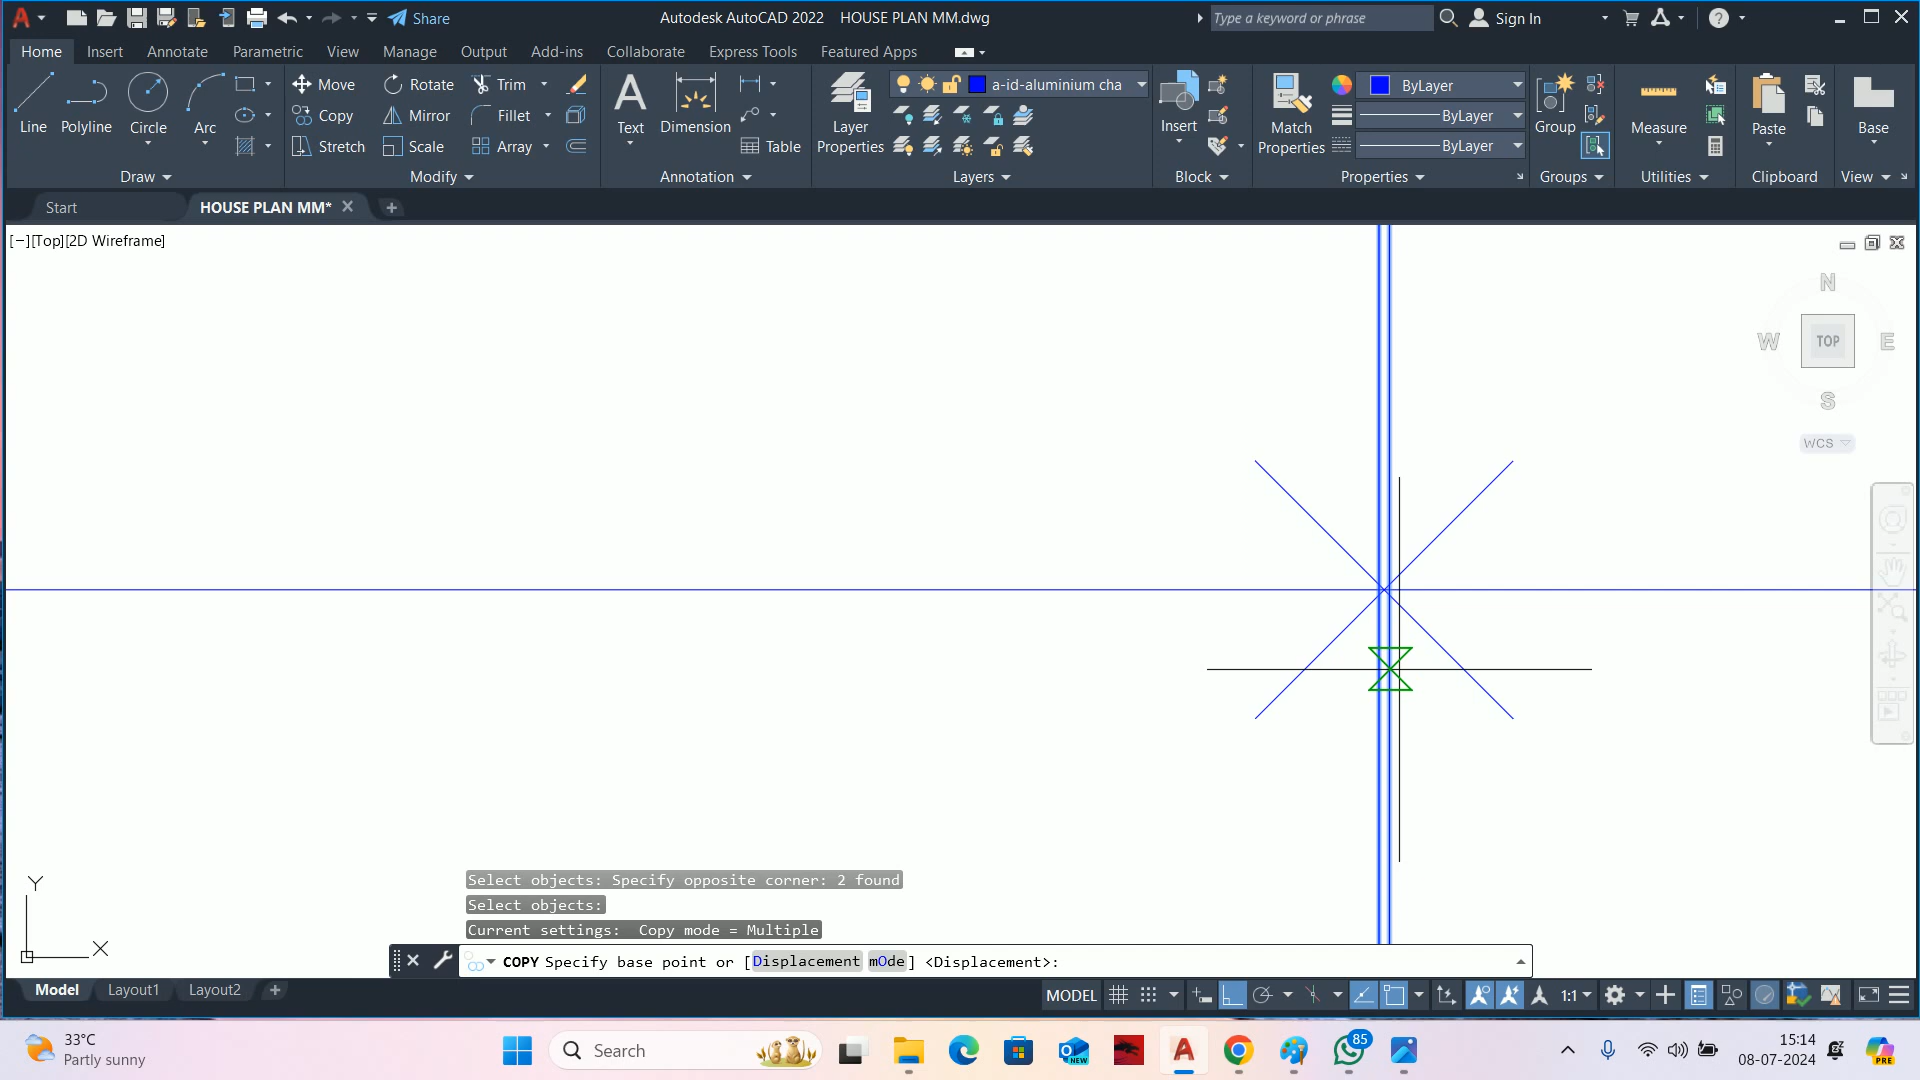 Share
Autodesk AutoCAD 2022 HOUSE PLAN MM.dwg
Type a keyword or phrase
Sign In
Home Insert Annotate Parametric View Manage Output Add-ins Collaborate Express Tools Featured Apps
Line Polyline Circle Arc
Move Rotate Trim
Copy Mirror Fillet
Stretch Scale Array
Text Dimension Table
Layer Properties
a-id-aluminium cha
Insert
Match Properties
ByLayer
ByLayer
ByLayer
Group
Measure
Paste
Base
Draw Modify Annotation Layers Block Properties Groups Utilities Clipboard View
Start HOUSE PLAN MM*
[−][Top][2D Wireframe]
N
W TOP E
S
WCS
Y
X
Select objects: Specify opposite corner: 2 found
Select objects:
Current settings: Copy mode = Multiple
COPY Specify base point or [Displacement mOde] <Displacement>:
Model Layout1 Layout2
MODEL 1:1
33°C
Partly sunny
Search
NEW
85
15:14
08-07-2024
PRE